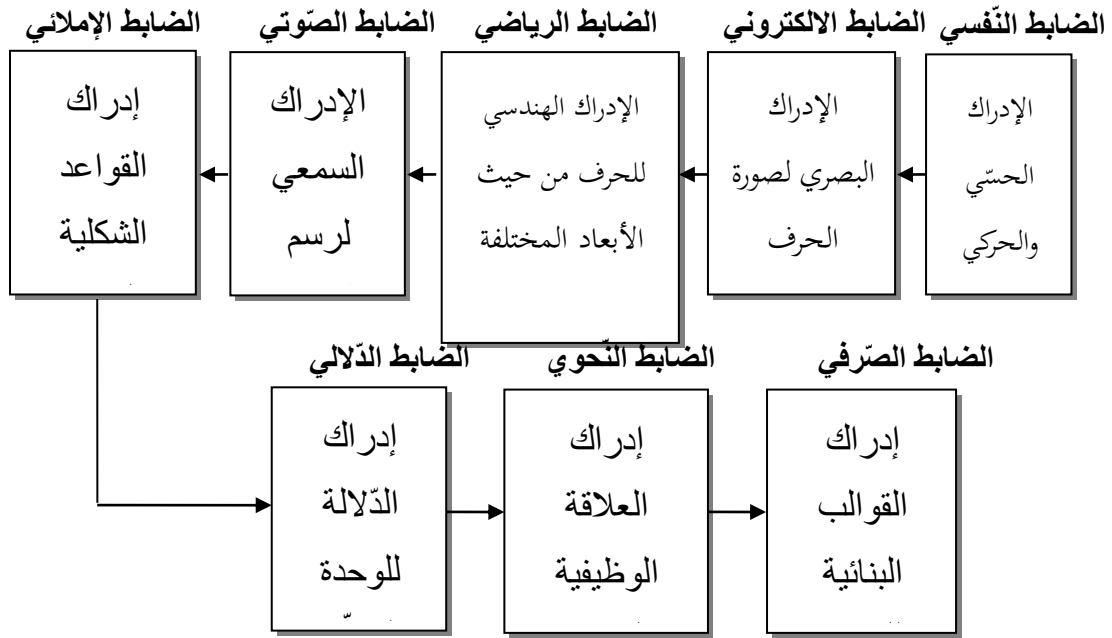 الضابط النّفسي
الضابط الالكتروني
الضابط الرياضي
الضابط الصّوتي
الضابط الإملائي
الإدراك
الحسّي
والحركي
الإدراك
البصري لصورة
الحرف
الإدراك الهندسي
للحرف من حيث
الأبعاد المختلفة
الإدراك
السمعي
لرسم
إدراك
القواعد
الشكلية
الضابط الدّلالي
الضابط النّحوي
الضابط الصّرفي
إدراك
الدّلالة
للوحدة
إدراك
العلاقة
الوظيفية
إدراك
القوالب
البنائية